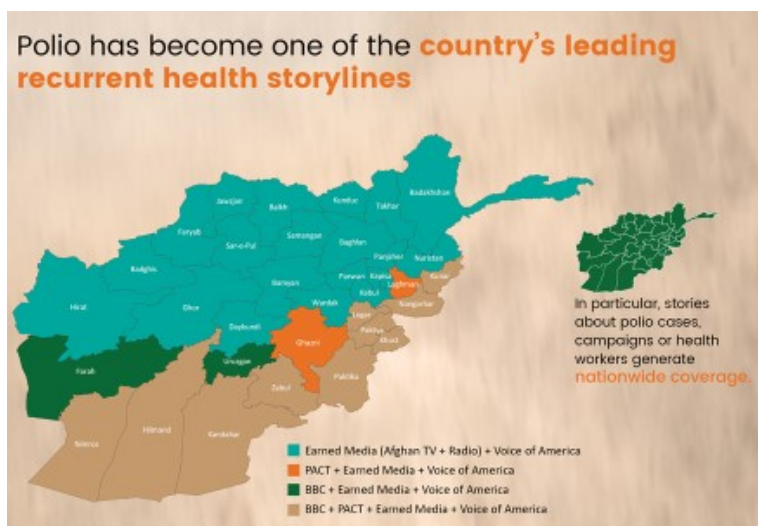 Polio has become one of the country's leading
recurrent health storylines
Badakhshan
Jawzjan
Balkh
Kunduz
Takhar
Faryab
Sar-e-Pul
Samangan
Baghlan
Panjsher
Nuristan
Badghis
Bamyan
Parwan
Kapisa
Kunar
Laghman
Kabul
Hirat
Ghor
Wardak
Nangarhar
Daykundi
Logar
Paktya
Ghazni
Khost
Farah
Uruzgan
Paktika
Zabul
Nimroz
Hilmand
Kandahar
In particular, stories
about polio cases,
campaigns or health
workers generate
nationwide coverage.
Earned Media (Afghan TV + Radio) + Voice of America
PACT + Earned Media + Voice of America
BBC + Earned Media + Voice of America
BBC + PACT + Earned Media + Voice of America